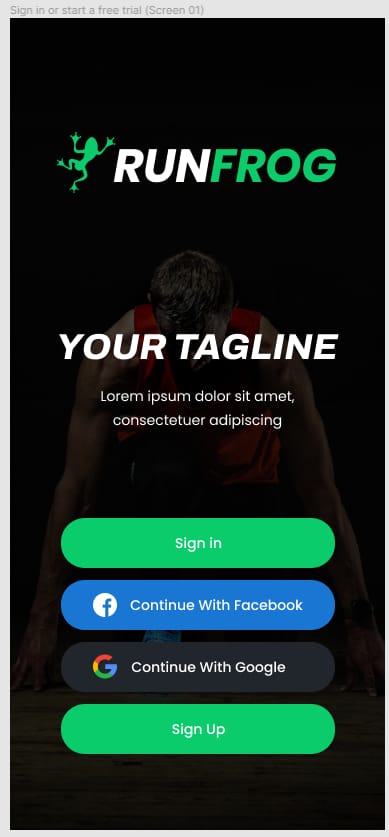 Sign in or start a free trial (Screen 01)
RUNFROG
YOUR TAGLINE
Lorem ipsum dolor sit amet,
consectetuer adipiscing
Sign in
Continue With Facebook
Continue With Google
Sign Up